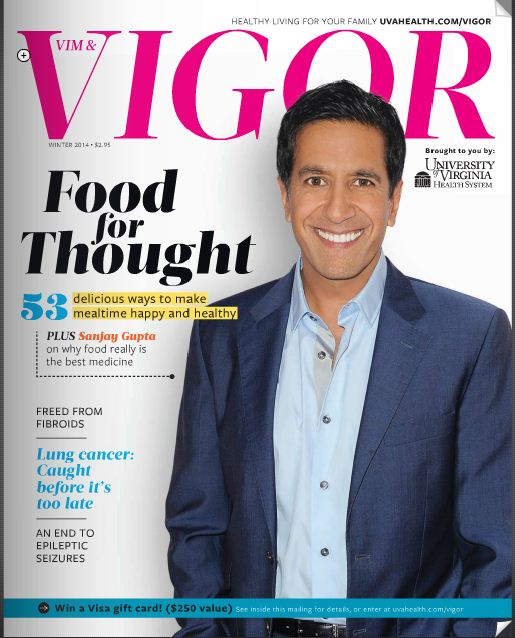 HEALTHY LIVING FOR YOUR FAMILY UVAHEALTH.COM/VIGOR
VIM &
VIGOR
WINTER 2014 • $2.95
Brought to you by:
UNIVERSITY
of VIRGINIA
HEALTH SYSTEM
Food
for
Thought
53 delicious ways to make
mealtime happy and healthy
PLUS Sanjay Gupta
on why food really is
the best medicine
FREED FROM
FIBROIDS
Lung cancer:
Caught
before it's
too late
AN END TO
EPILEPTIC
SEIZURES
Win a Visa gift card! ($250 value) See inside this mailing for details, or enter at uvahealth.com/vigor